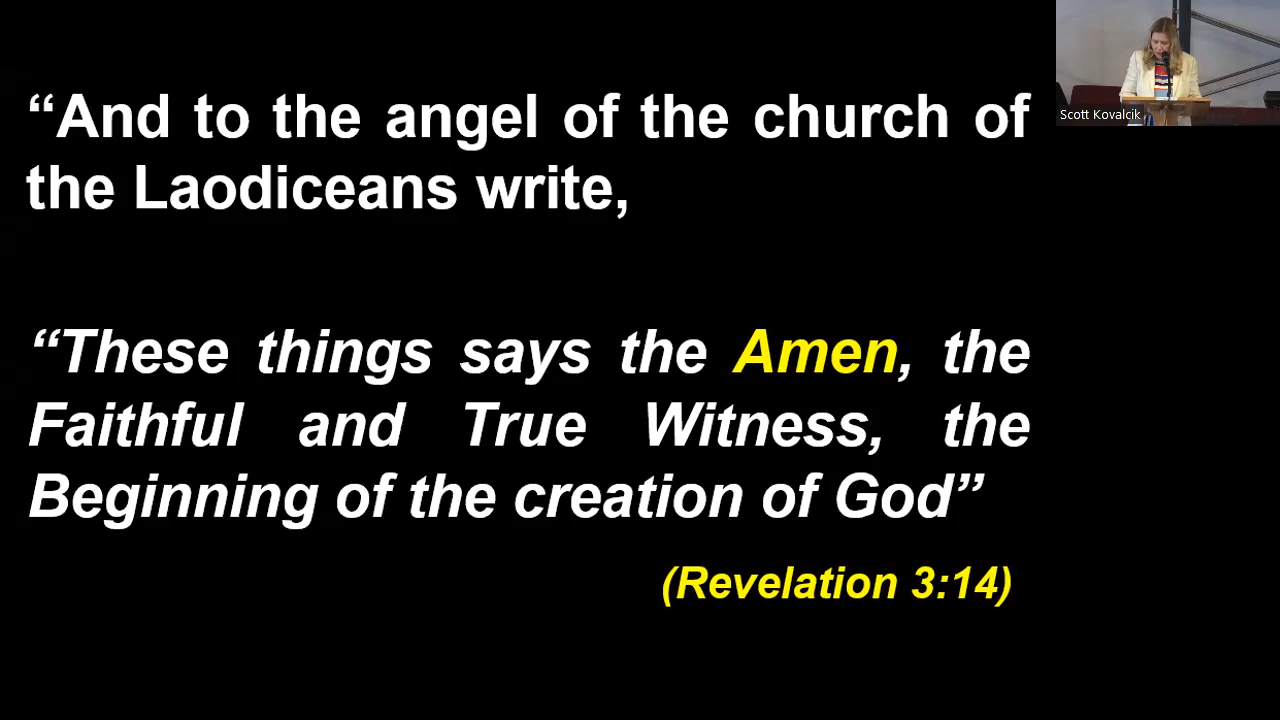 “And to the angel of the church of
the Laodiceans write,
“These things says the Amen, the
Faithful and True Witness, the
Beginning of the creation of God”
(Revelation 3:14)
Scott Kovalcik